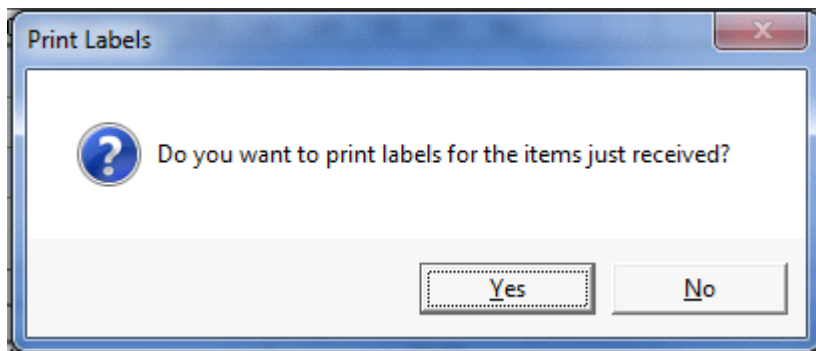 Print Labels
Do you want to print labels for the items just received?
Yes
No